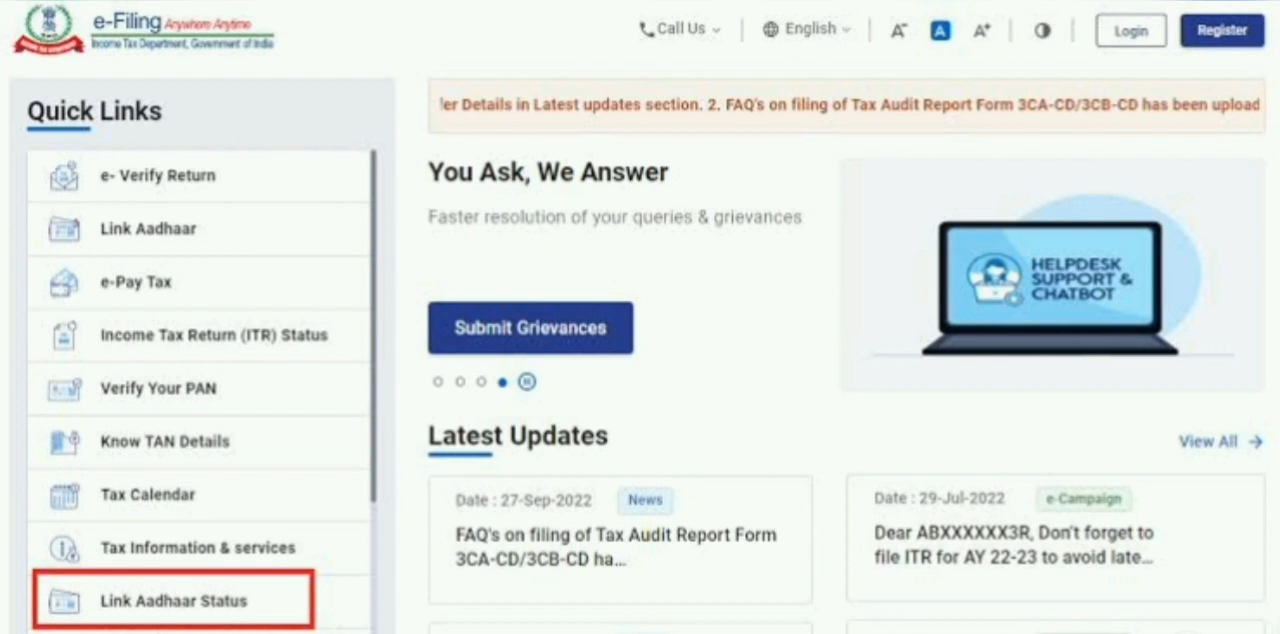 e-Filing Anywhere Anytime
Income Tax Department, Government of India
Call Us
English
A-
A
A+
Login
Register
Quick Links
e- Verify Return
Link Aadhaar
e-Pay Tax
Income Tax Return (ITR) Status
Verify Your PAN
Know TAN Details
Tax Calendar
Tax Information & services
Link Aadhaar Status
er Details in Latest updates section. 2. FAQ's on filing of Tax Audit Report Form 3CA-CD/3CB-CD has been upload
You Ask, We Answer
Faster resolution of your queries & grievances
Submit Grievances
HELPDESK
SUPPORT &
CHATBOT
Latest Updates
View All
Date : 27-Sep-2022 News
FAQ's on filing of Tax Audit Report Form
3CA-CD/3CB-CD ha...
Date : 29-Jul-2022 e-Campaign
Dear ABXXXXXX3R, Don't forget to
file ITR for AY 22-23 to avoid late...